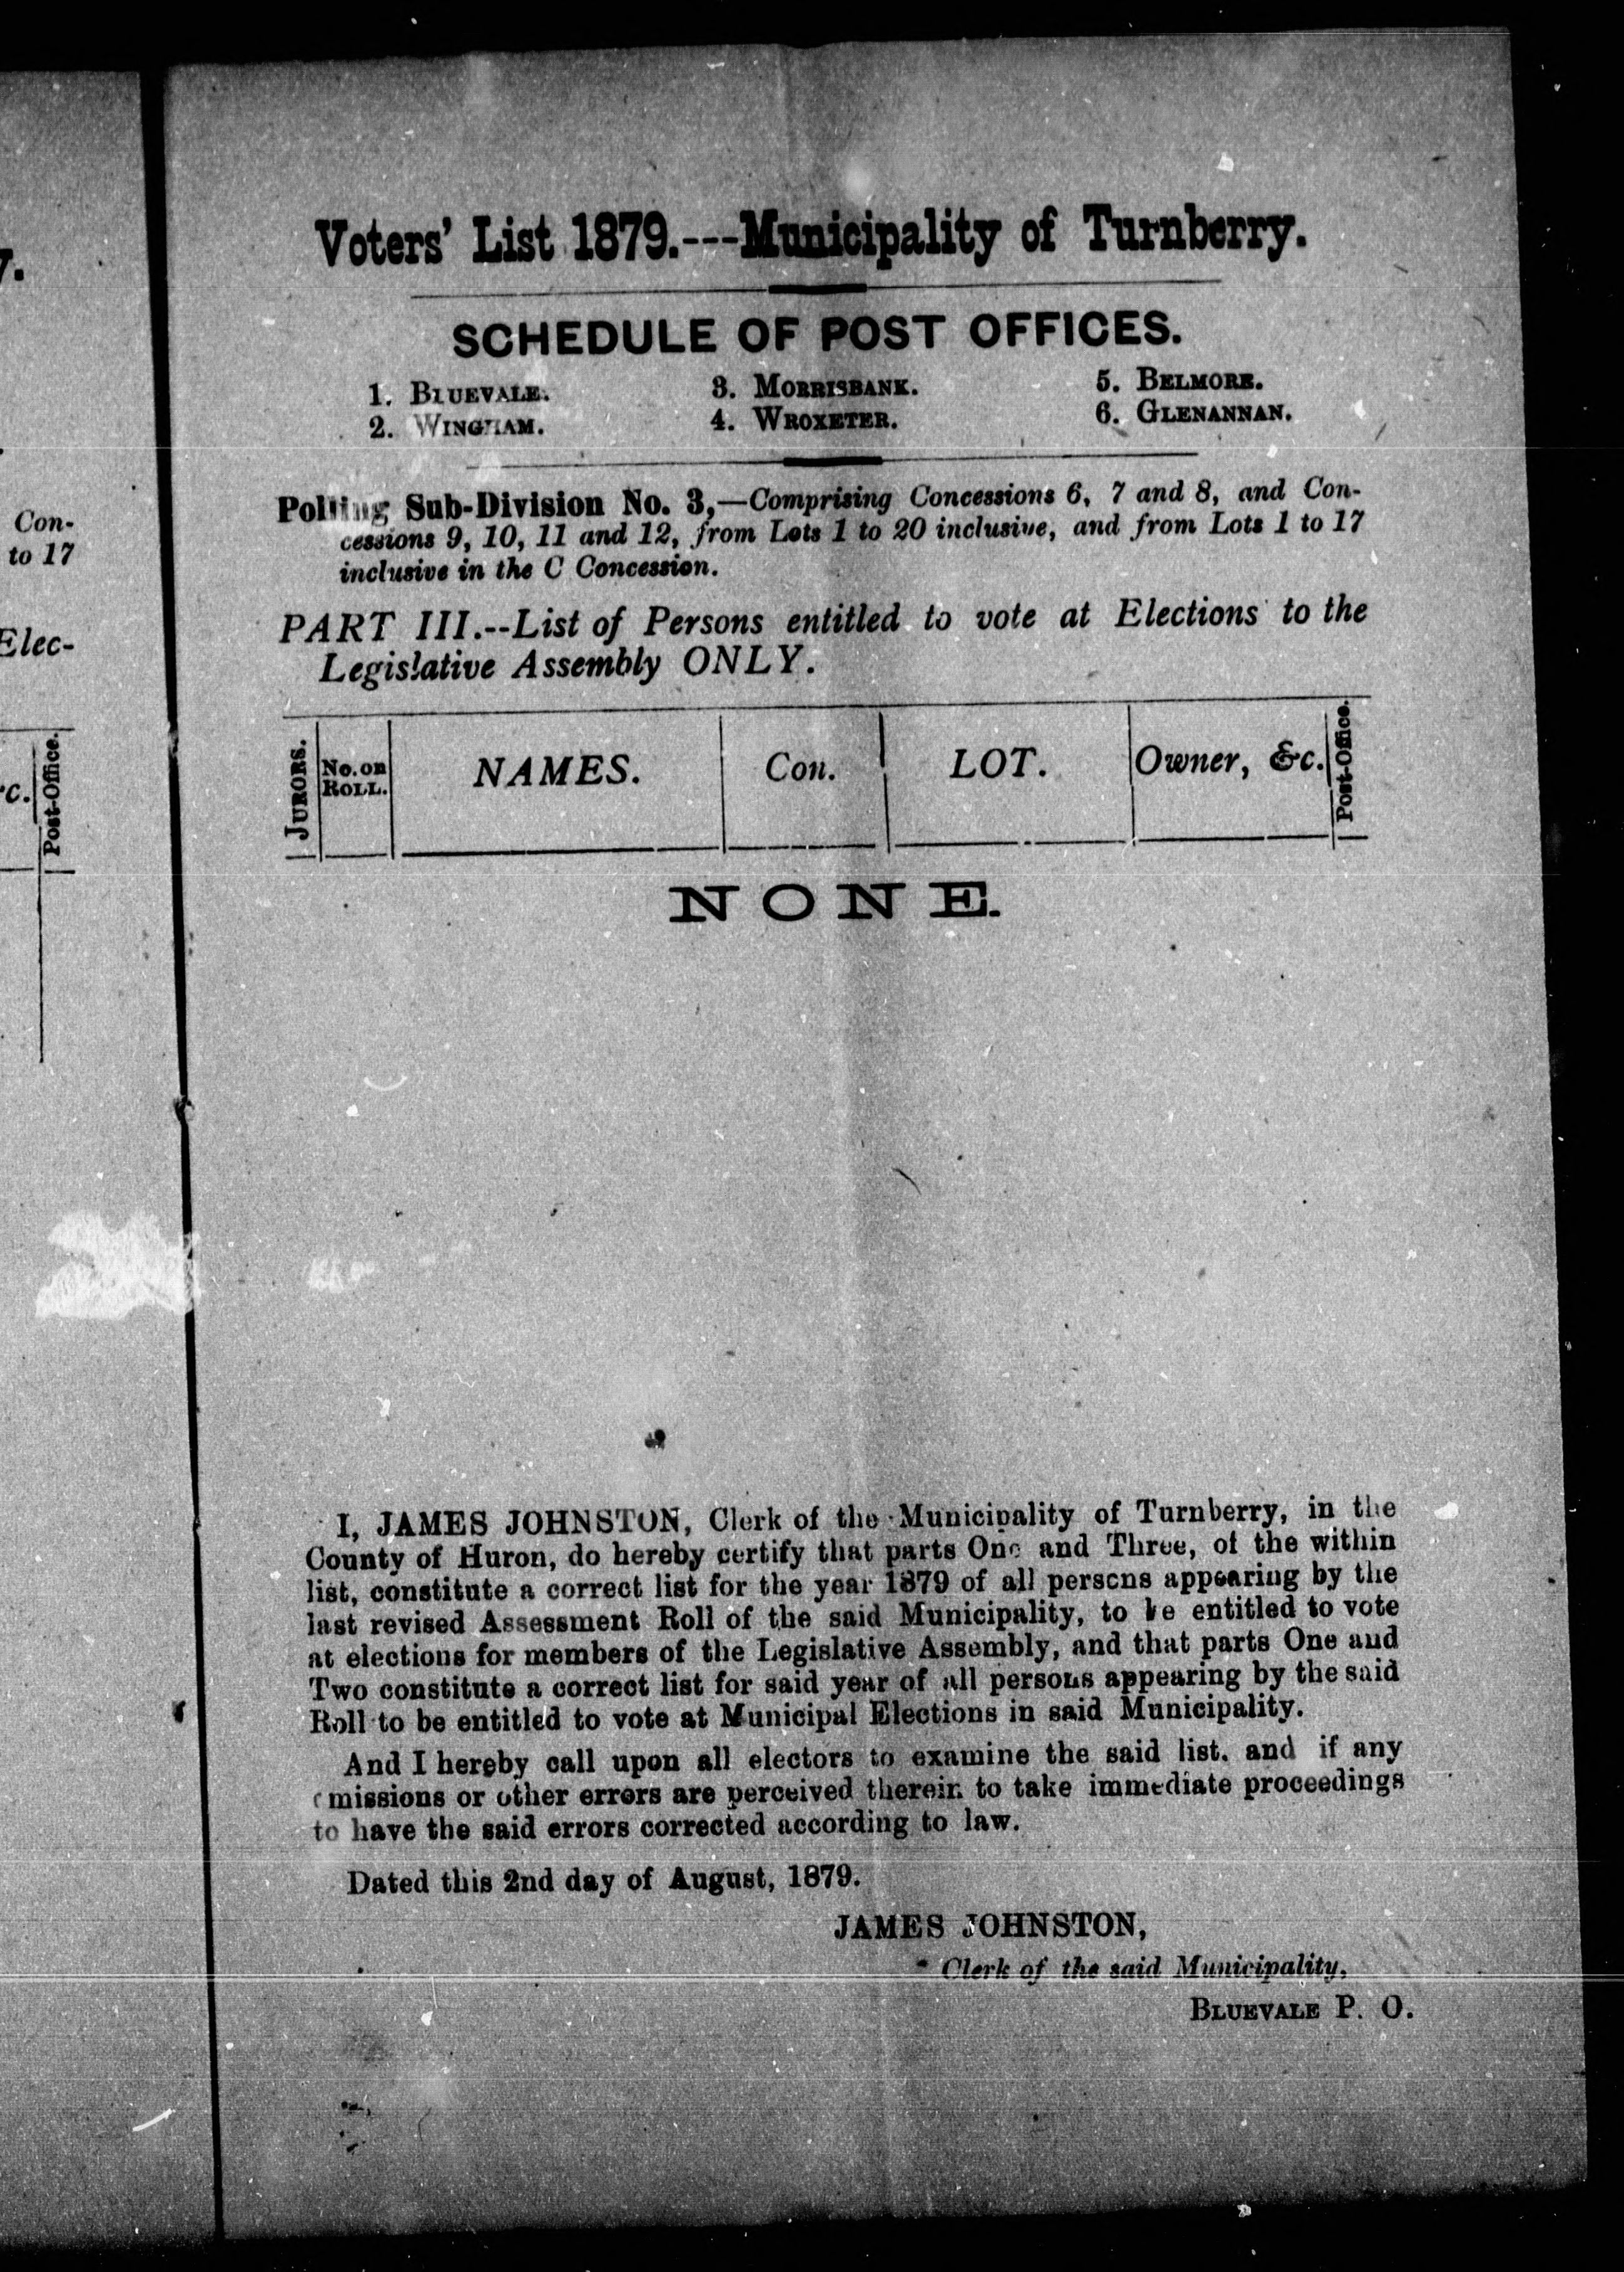 y.
Con-
to 17
Elec-
c.
Post-Office.
Voters' List 1879.---Municipality of Turnberry.
SCHEDULE OF POST OFFICES.
1. BLUEVALE. 3. MORRISBANK. 5. BELMORE.
2. WINGHAM. 4. WROXETER. 6. GLENANNAN.
Polling Sub-Division No. 3,—Comprising Concessions 6, 7 and 8, and Con-
cessions 9, 10, 11 and 12, from Lots 1 to 20 inclusive, and from Lots 1 to 17
inclusive in the C Concession.
PART III.--List of Persons entitled to vote at Elections to the
Legislative Assembly ONLY.
JURORS. No. on ROLL. NAMES. Con. LOT. Owner, &c. Post-Office.
NONE.
I, JAMES JOHNSTON, Clerk of the Municipality of Turnberry, in the
County of Huron, do hereby certify that parts One and Three, of the within
list, constitute a correct list for the year 1879 of all persons appearing by the
last revised Assessment Roll of the said Municipality, to be entitled to vote
at elections for members of the Legislative Assembly, and that parts One and
Two constitute a correct list for said year of all persons appearing by the said
Roll to be entitled to vote at Municipal Elections in said Municipality.
And I hereby call upon all electors to examine the said list. and if any
omissions or other errors are perceived therein to take immediate proceedings
to have the said errors corrected according to law.
Dated this 2nd day of August, 1879.
JAMES JOHNSTON,
Clerk of the said Municipality,
BLUEVALE P. O.